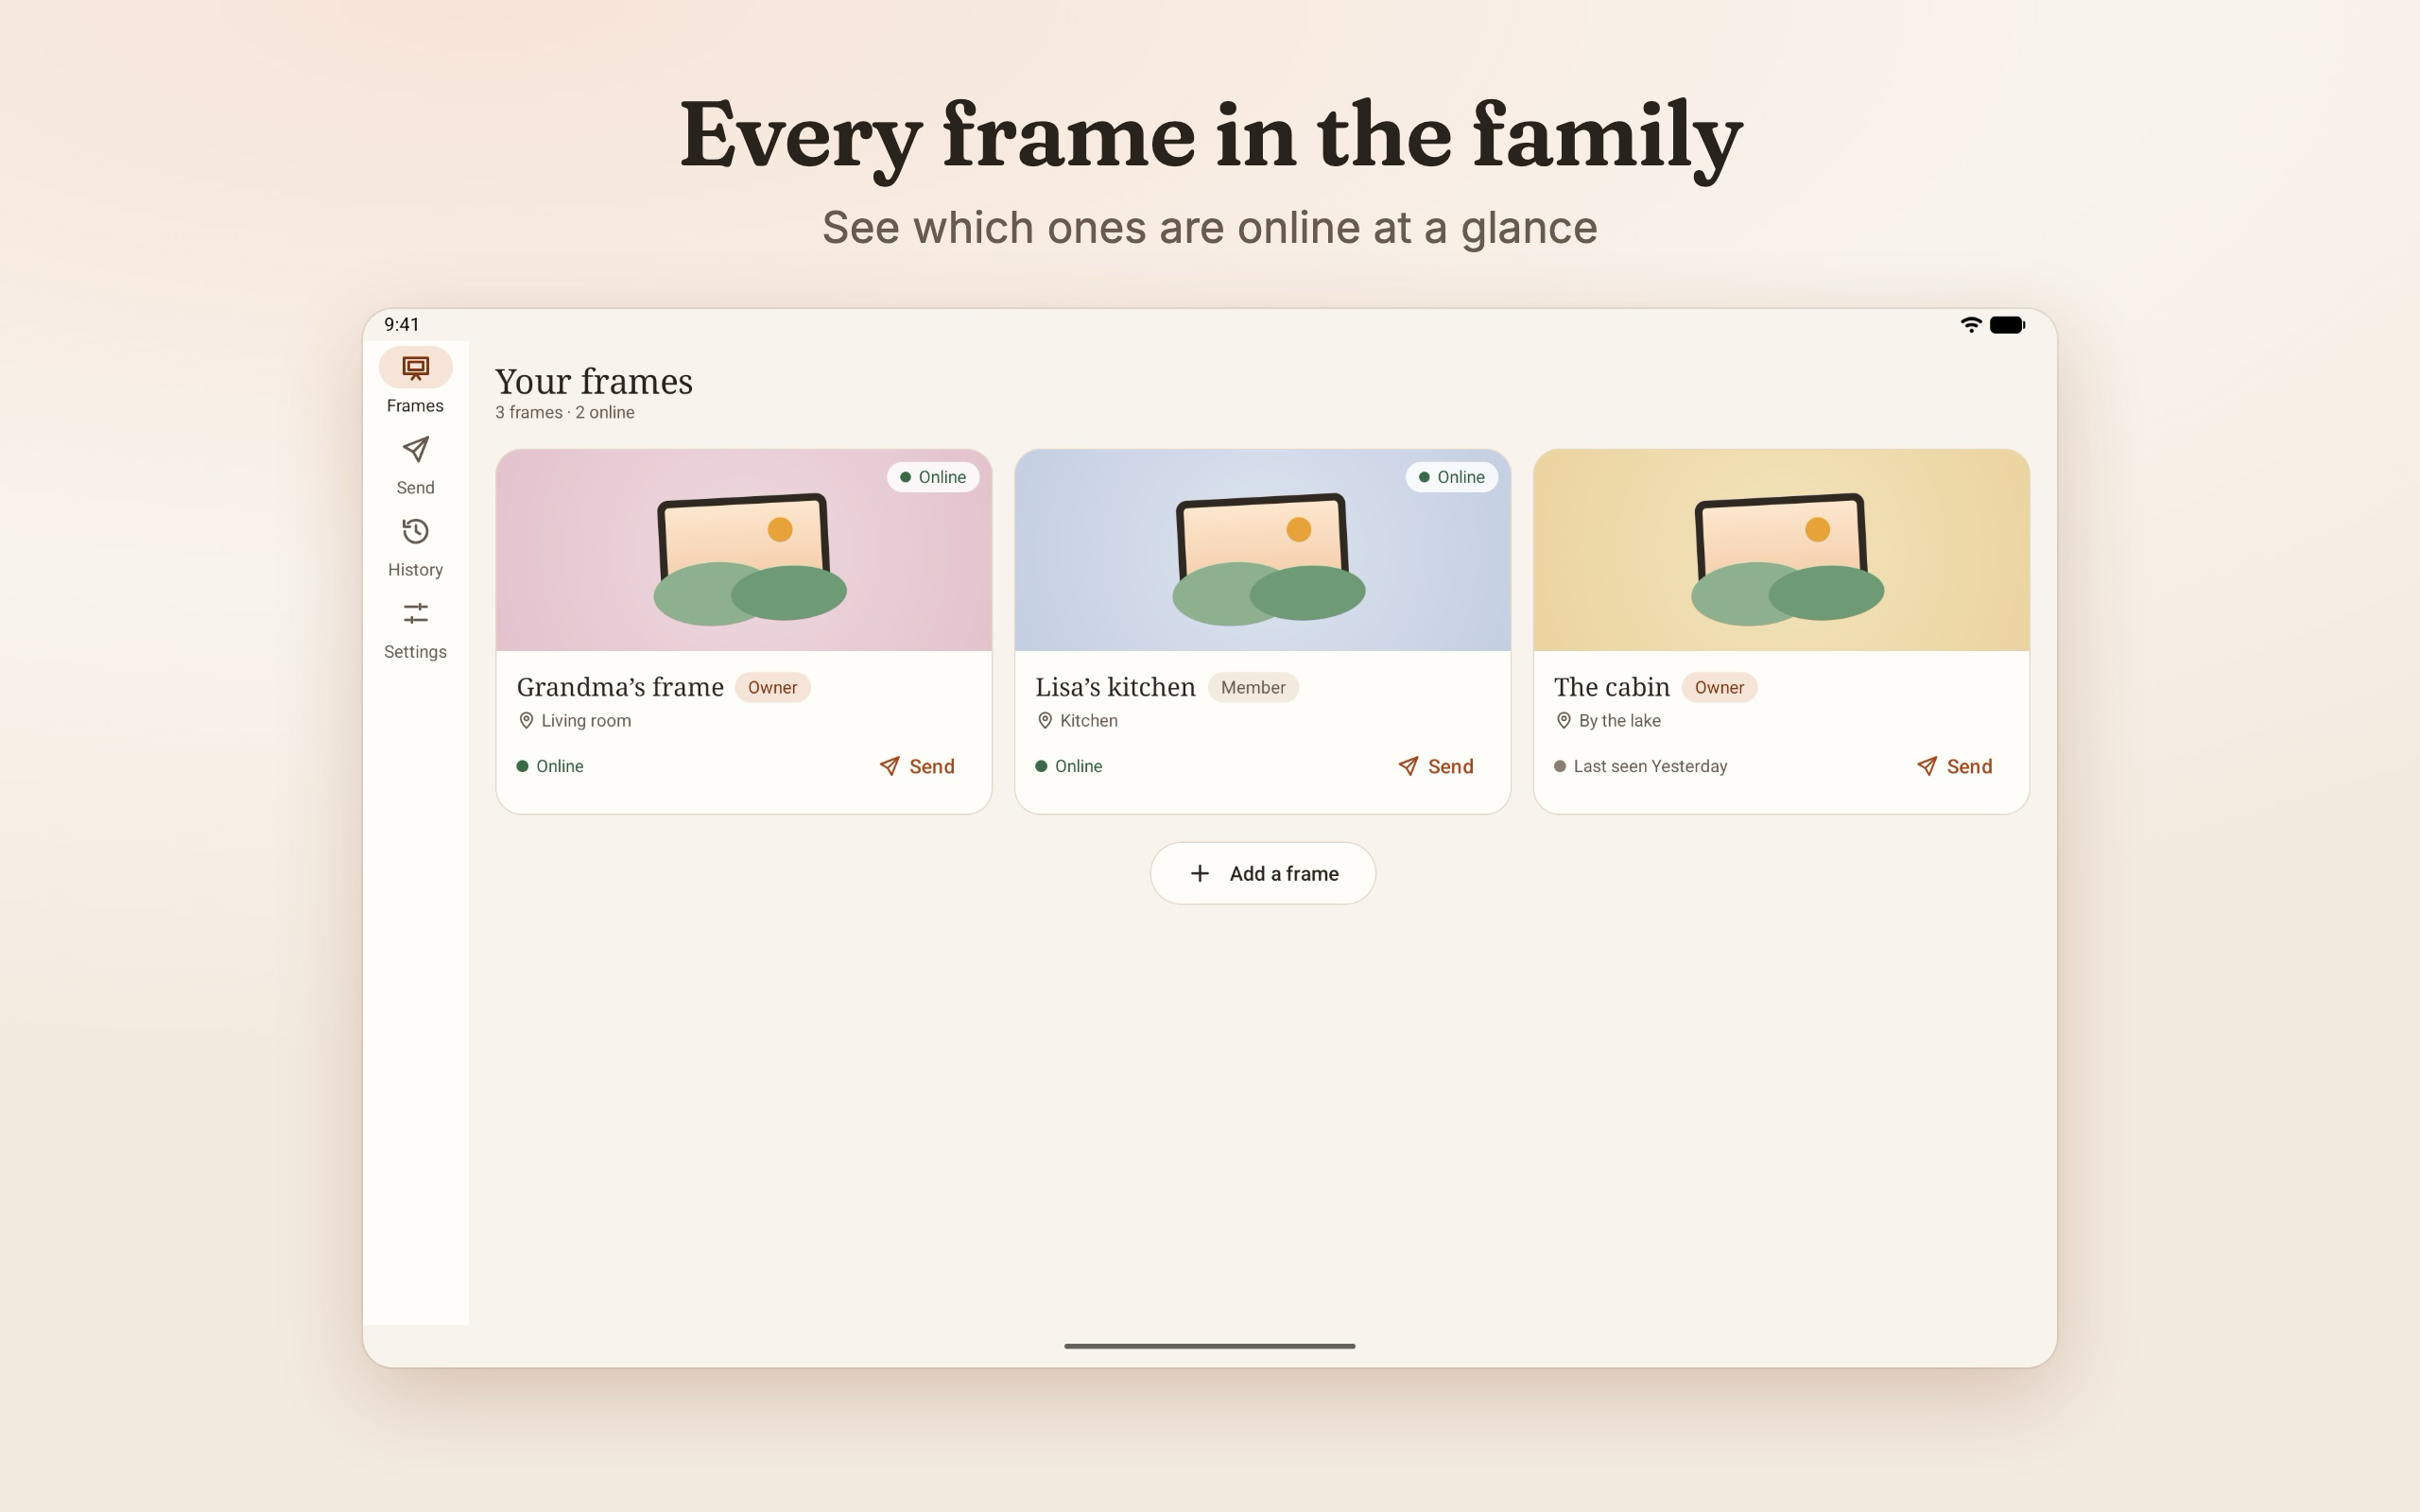 Every frame in the family
See which ones are online at a glance
9:41
Frames
Send
History
Settings
Your frames
3 frames · 2 online
Online
Grandma’s frame Owner
Living room
Online Send
Online
Lisa’s kitchen Member
Kitchen
Online Send
The cabin Owner
By the lake
Last seen Yesterday Send
Add a frame